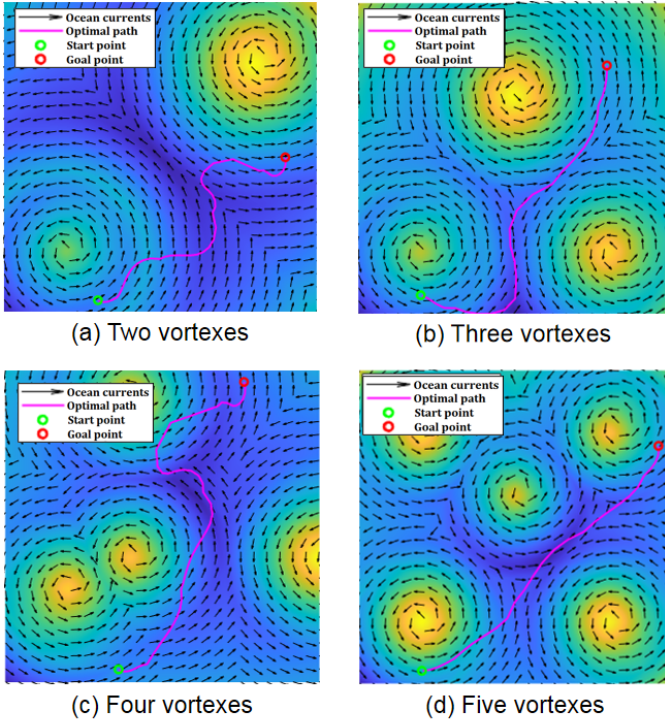 Ocean currents
Optimal path
Start point
Goal point
(a) Two vortexes
Ocean currents
Optimal path
Start point
Goal point
(b) Three vortexes
Ocean currents
Optimal path
Start point
Goal point
(c) Four vortexes
Ocean currents
Optimal path
Start point
Goal point
(d) Five vortexes